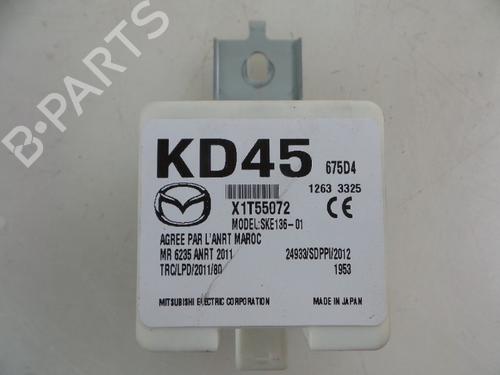 B-PARTS
KD45 675D4
1263 3325
X1T55072
MODEL:SKE136-01
CE
AGREE PAR L'ANRT MAROC
MR 6235 ANRT 2011 24933/SDPPI/2012
TRC/LPD/2011/80 1953
MITSUBISHI ELECTRIC CORPORATION MADE IN JAPAN